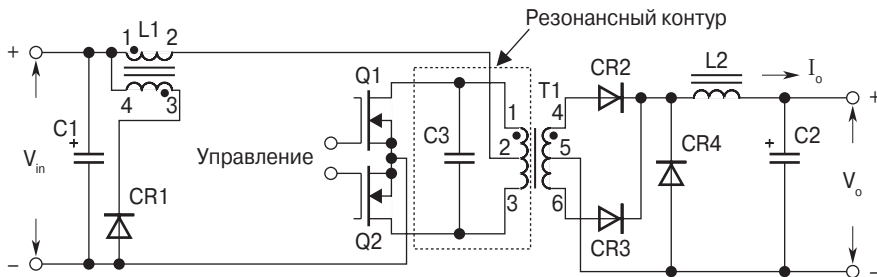 Резонансный контур
L1
+
1
2
4
3
Q1
C1
+
V in
CR1
Управление
Q2
–
C3
1
2
3
T1
4
5
6
CR2
CR3
L2
I o
CR4
+
C2
+
V o
–